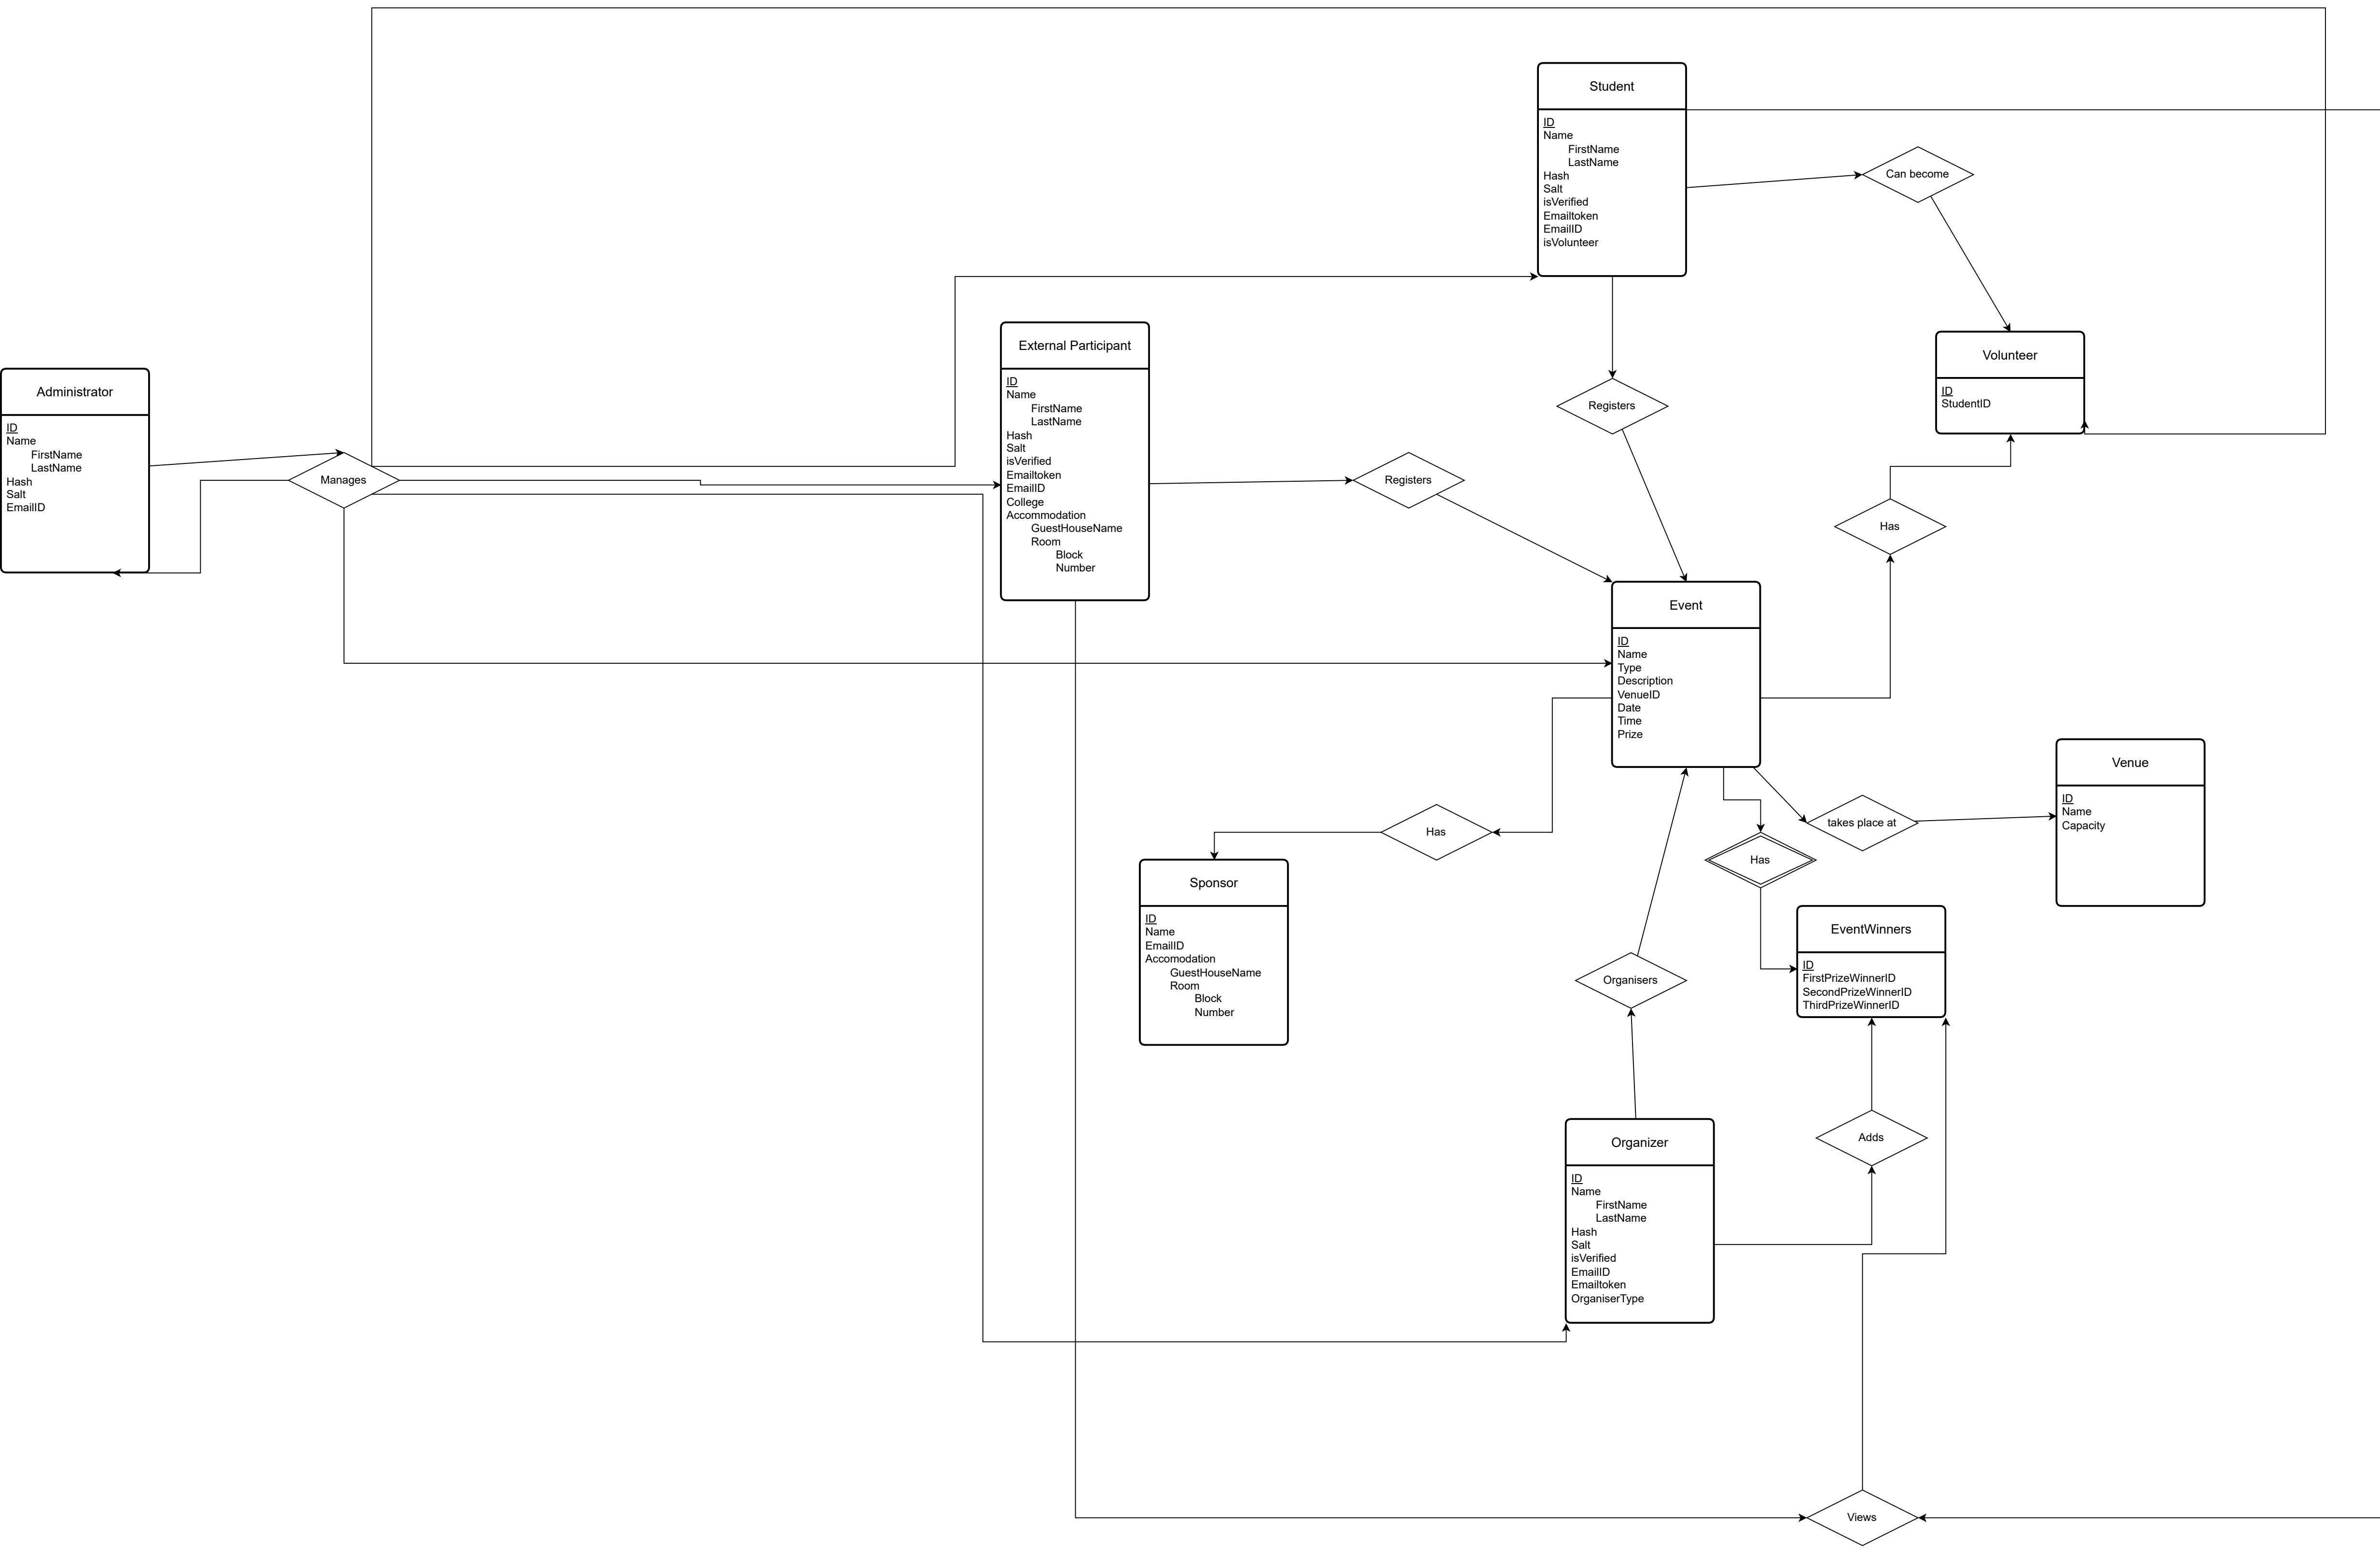 Student
ID
Name
FirstName
LastName
Hash
Salt
isVerified
Emailtoken
EmailID
isVolunteer
Can become
External Participant
ID
Name
FirstName
LastName
Hash
Salt
isVerified
Emailtoken
EmailID
College
Accommodation
GuestHouseName
Room
Block
Number
Volunteer
ID
StudentID
Administrator
ID
Name
FirstName
LastName
Hash
Salt
EmailID
Manages
Registers
Registers
Has
Event
ID
Name
Type
Description
VenueID
Date
Time
Prize
Venue
ID
Name
Capacity
Has
takes place at
Has
Sponsor
ID
Name
EmailID
Accomodation
GuestHouseName
Room
Block
Number
EventWinners
ID
FirstPrizeWinnerID
SecondPrizeWinnerID
ThirdPrizeWinnerID
Organisers
Organizer
ID
Name
FirstName
LastName
Hash
Salt
isVerified
EmailID
Emailtoken
OrganiserType
Adds
Views